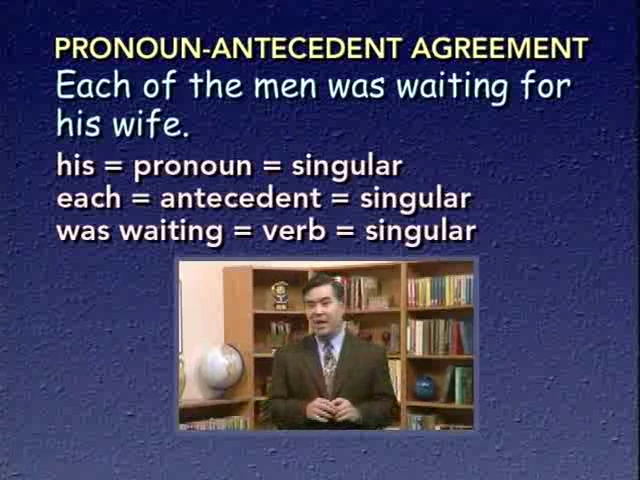 PRONOUN-ANTECEDENT AGREEMENT
Each of the men was waiting for
his wife.
his = pronoun = singular
each = antecedent = singular
was waiting = verb = singular